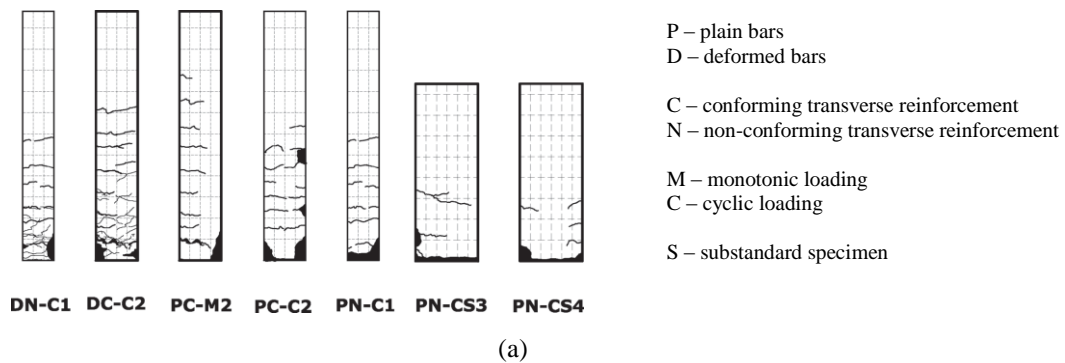 P – plain bars
D – deformed bars
C – conforming transverse reinforcement
N – non-conforming transverse reinforcement
M – monotonic loading
C – cyclic loading
S – substandard specimen
DN-C1 DC-C2 PC-M2 PC-C2 PN-C1 PN-CS3 PN-CS4
(a)